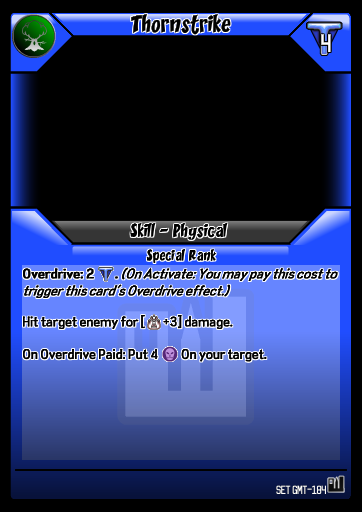 Thornstrike
4
Skill - Physical
Special Rank
Overdrive: 2 . (On Activate: You may pay this cost to
trigger this card's Overdrive effect.)
Hit target enemy for [ +3] damage.
On Overdrive Paid: Put 4 On your target.
SET GMT-184